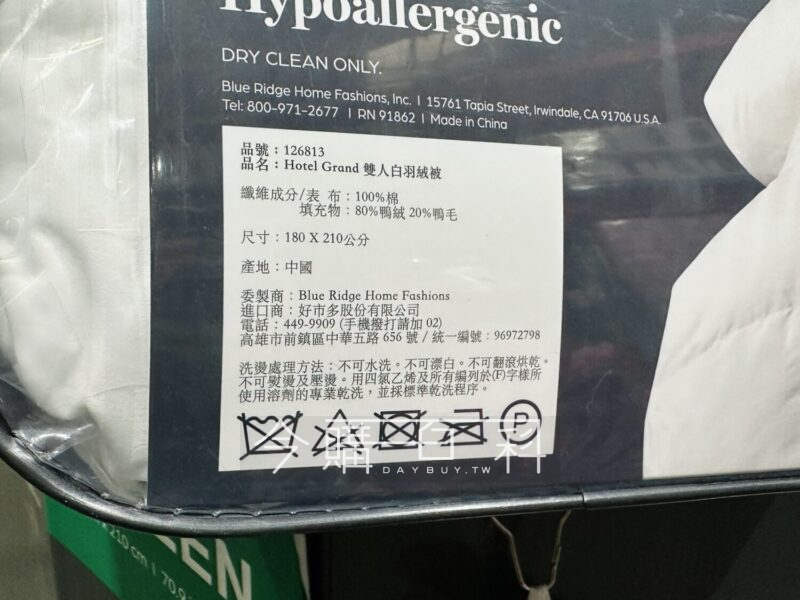 Hypoallergenic
DRY CLEAN ONLY.
Blue Ridge Home Fashions, Inc. | 15761 Tapia Street, Irwindale, CA 91706 U.S.A.
Tel: 800-971-2677 | RN 91862 | Made in China
品號：126813
品名：Hotel Grand 雙人白羽絨被
纖維成分/表 布：100%棉
填充物：80%鴨絨 20%鴨毛
尺寸：180 X 210公分
產地：中國
委製商：Blue Ridge Home Fashions
進口商：好市多股份有限公司
電話：449-9909 (手機撥打請加 02)
高雄市前鎮區中華五路 656 號 / 統一編號：96972798
洗燙處理方法：不可水洗。不可漂白。不可翻滾烘乾。
不可熨燙及壓燙。用四氯乙烯及所有編列於(F)字樣所
使用溶劑的專業乾洗，並採標準乾洗程序。
P
今購百科
DAYBUY.TW
210 cm | 70.9
EEN